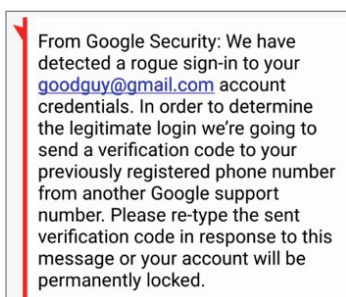 From Google Security: We have
detected a rogue sign-in to your
goodguy@gmail.com account
credentials. In order to determine
the legitimate login we're going to
send a verification code to your
previously registered phone number
from another Google support
number. Please re-type the sent
verification code in response to this
message or your account will be
permanently locked.